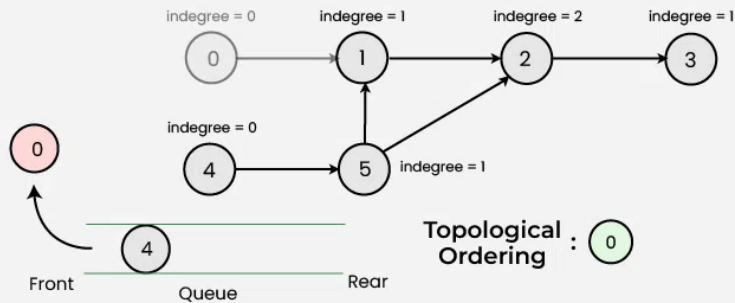 indegree = 0
indegree = 1
indegree = 2
indegree = 1
0
1
2
3
indegree = 0
0
4
5
indegree = 1
4
Topological
Ordering
:
0
Front
Queue
Rear